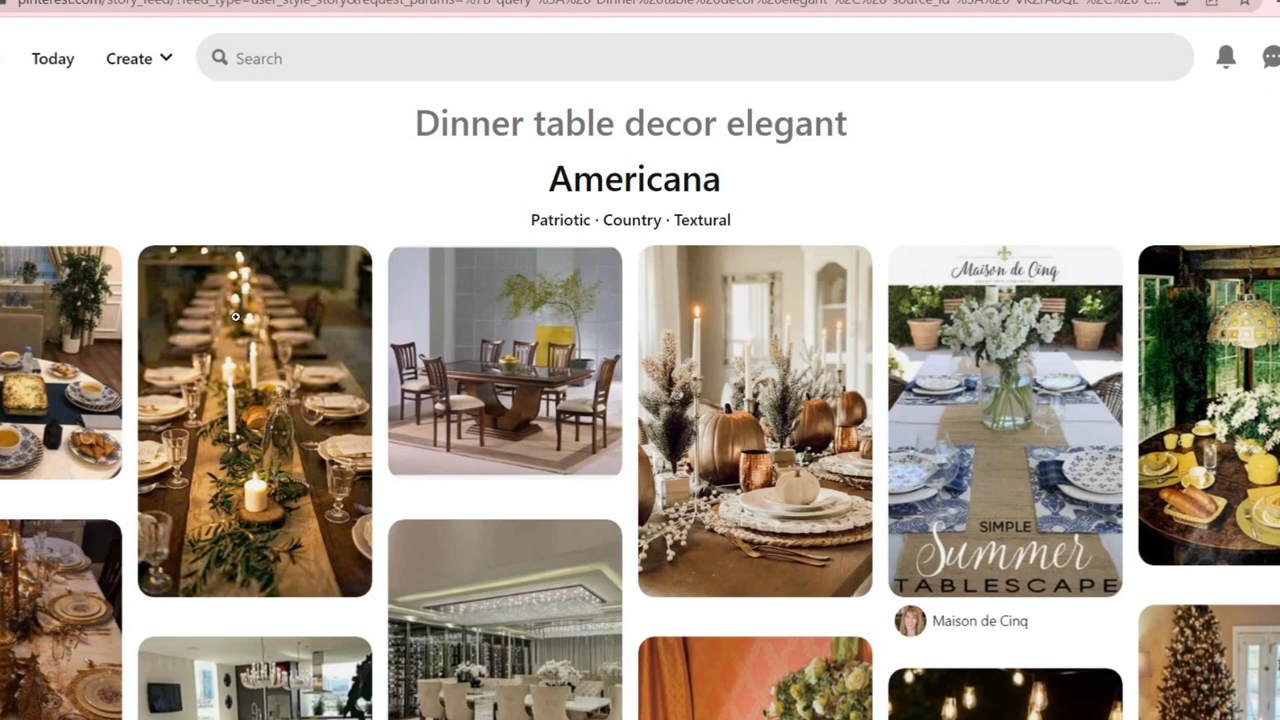 Today
Create
Search
Dinner table decor elegant
Americana
Patriotic · Country · Textural
Maison de Cinq
SIMPLE
Summer
TABLESCAPE
Maison de Cinq